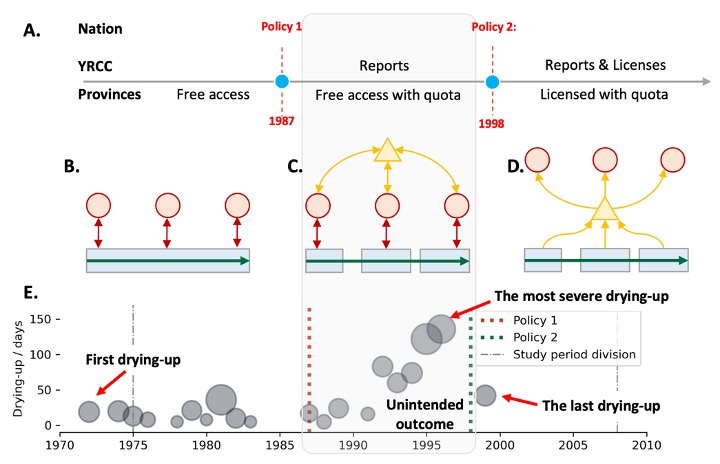 A.
Nation
Policy 1
Policy 2:
YRCC
Reports
Reports & Licenses
Provinces
Free access
Free access with quota
Licensed with quota
1987
1998
B.
C.
D.
E.
The most severe drying-up
150
Policy 1
Policy 2
Study period division
First drying-up
100
50
Unintended
outcome
The last drying-up
0
Drying-up / days
1970
1975
1980
1985
1990
1995
2000
2005
2010